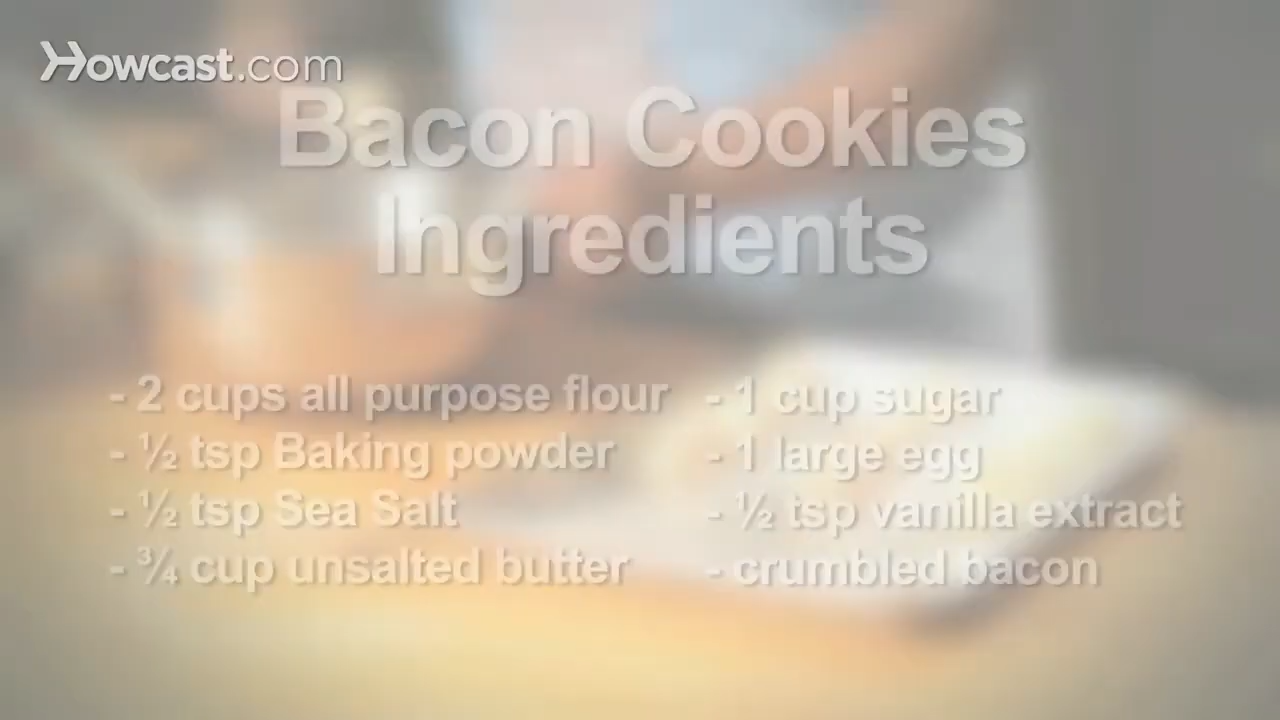 Howcast.com
Bacon Cookies
Ingredients
- 2 cups all purpose flour
- ½ tsp Baking powder
- ½ tsp Sea Salt
- ¾ cup unsalted butter
- 1 cup sugar
- 1 large egg
- ½ tsp vanilla extract
- crumbled bacon